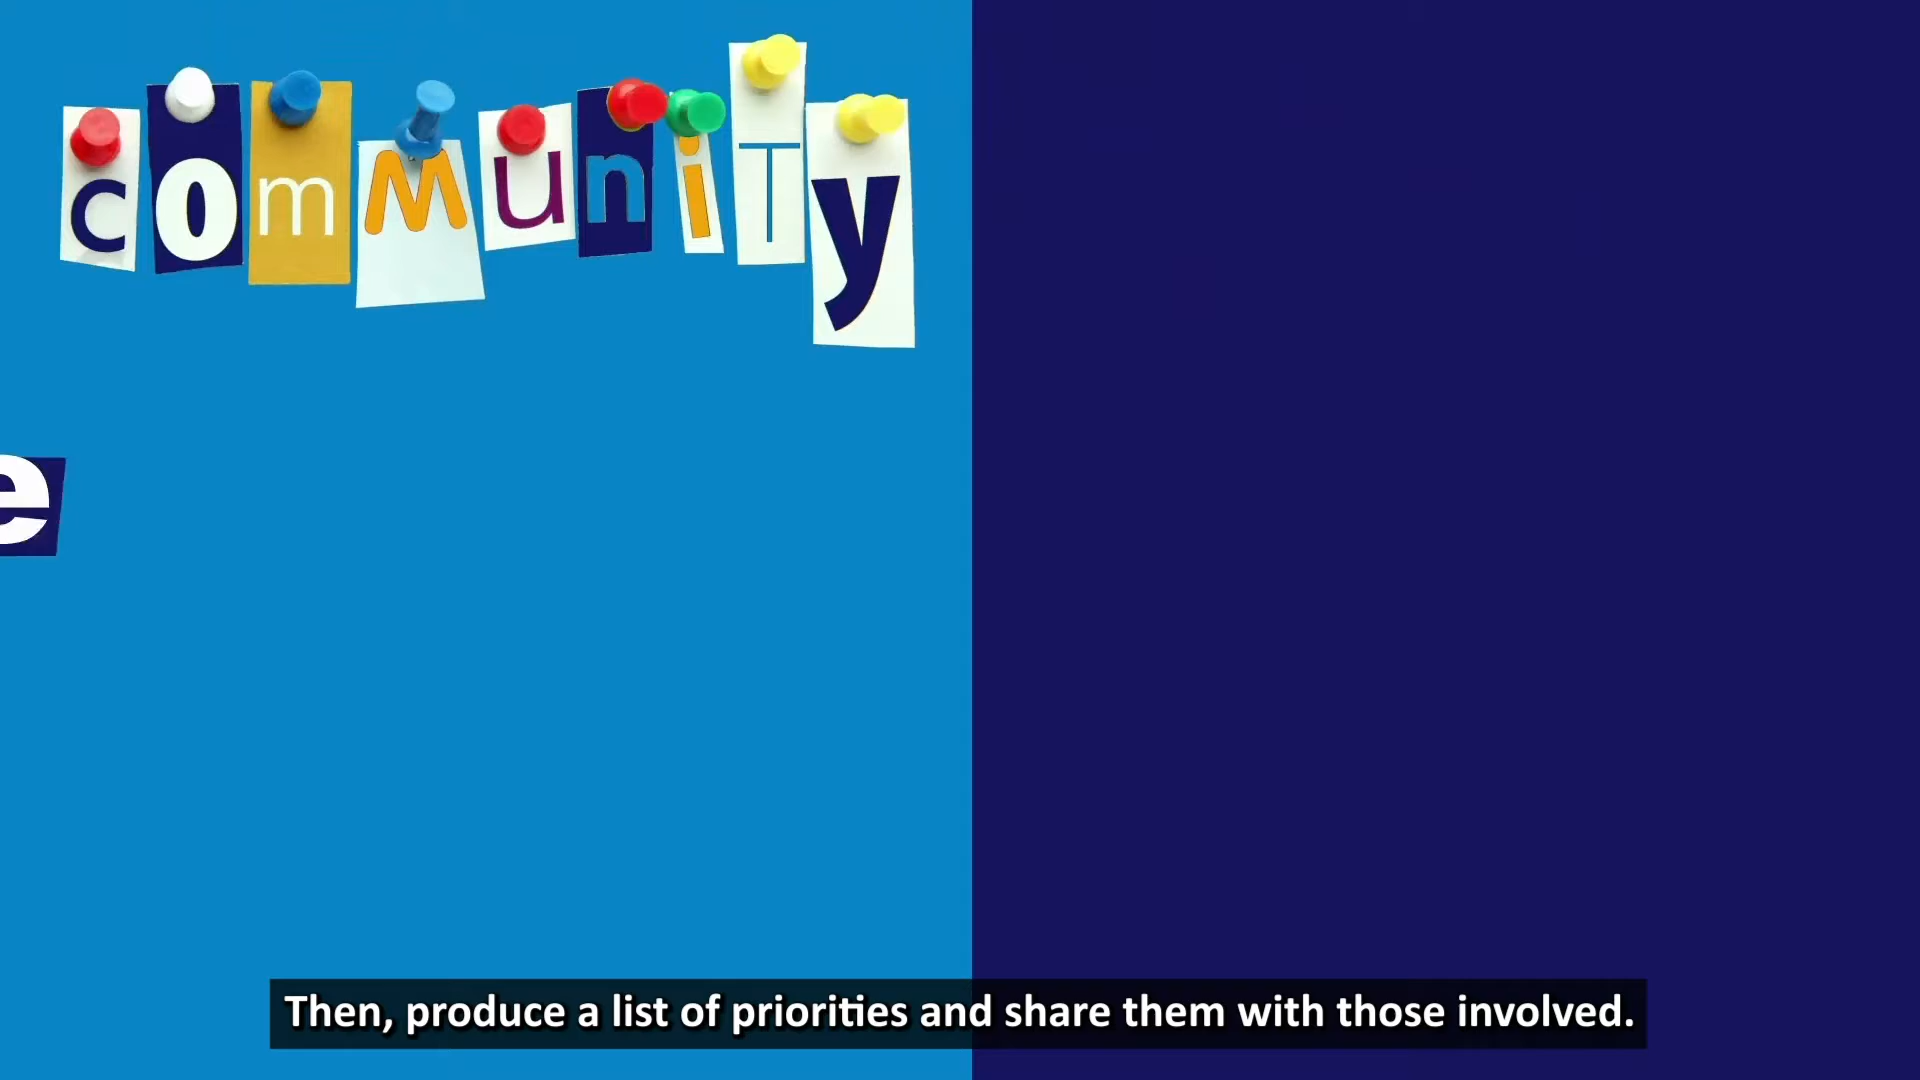 comMuniTy
e
Then, produce a list of priorities and share them with those involved.